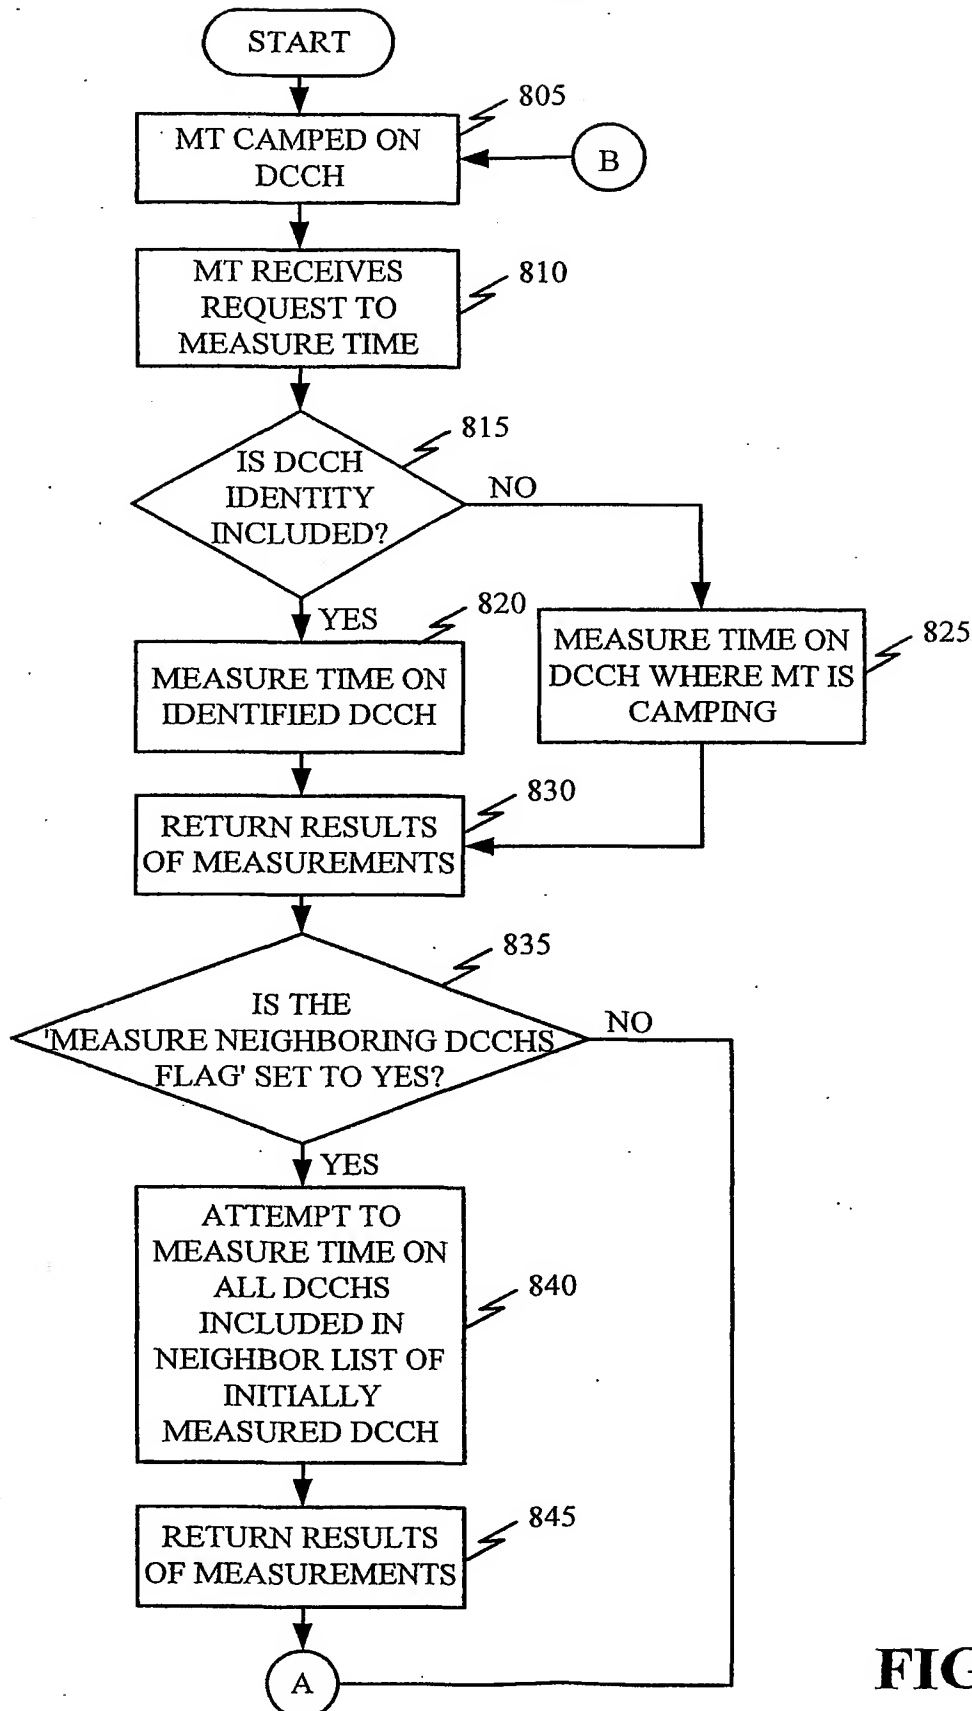 START
805
MT CAMPED ON
DCCH
B
MT RECEIVES
REQUEST TO
MEASURE TIME
810
815
IS DCCH
IDENTITY
INCLUDED?
NO
YES
820
MEASURE TIME ON
IDENTIFIED DCCH
825
MEASURE TIME ON
DCCH WHERE MT IS
CAMPING
830
RETURN RESULTS
OF MEASUREMENTS
835
IS THE
'MEASURE NEIGHBORING DCCHS
FLAG' SET TO YES?
NO
YES
ATTEMPT TO
MEASURE TIME ON
ALL DCCHS
INCLUDED IN
NEIGHBOR LIST OF
INITIALLY
MEASURED DCCH
840
845
RETURN RESULTS
OF MEASUREMENTS
A
FIG